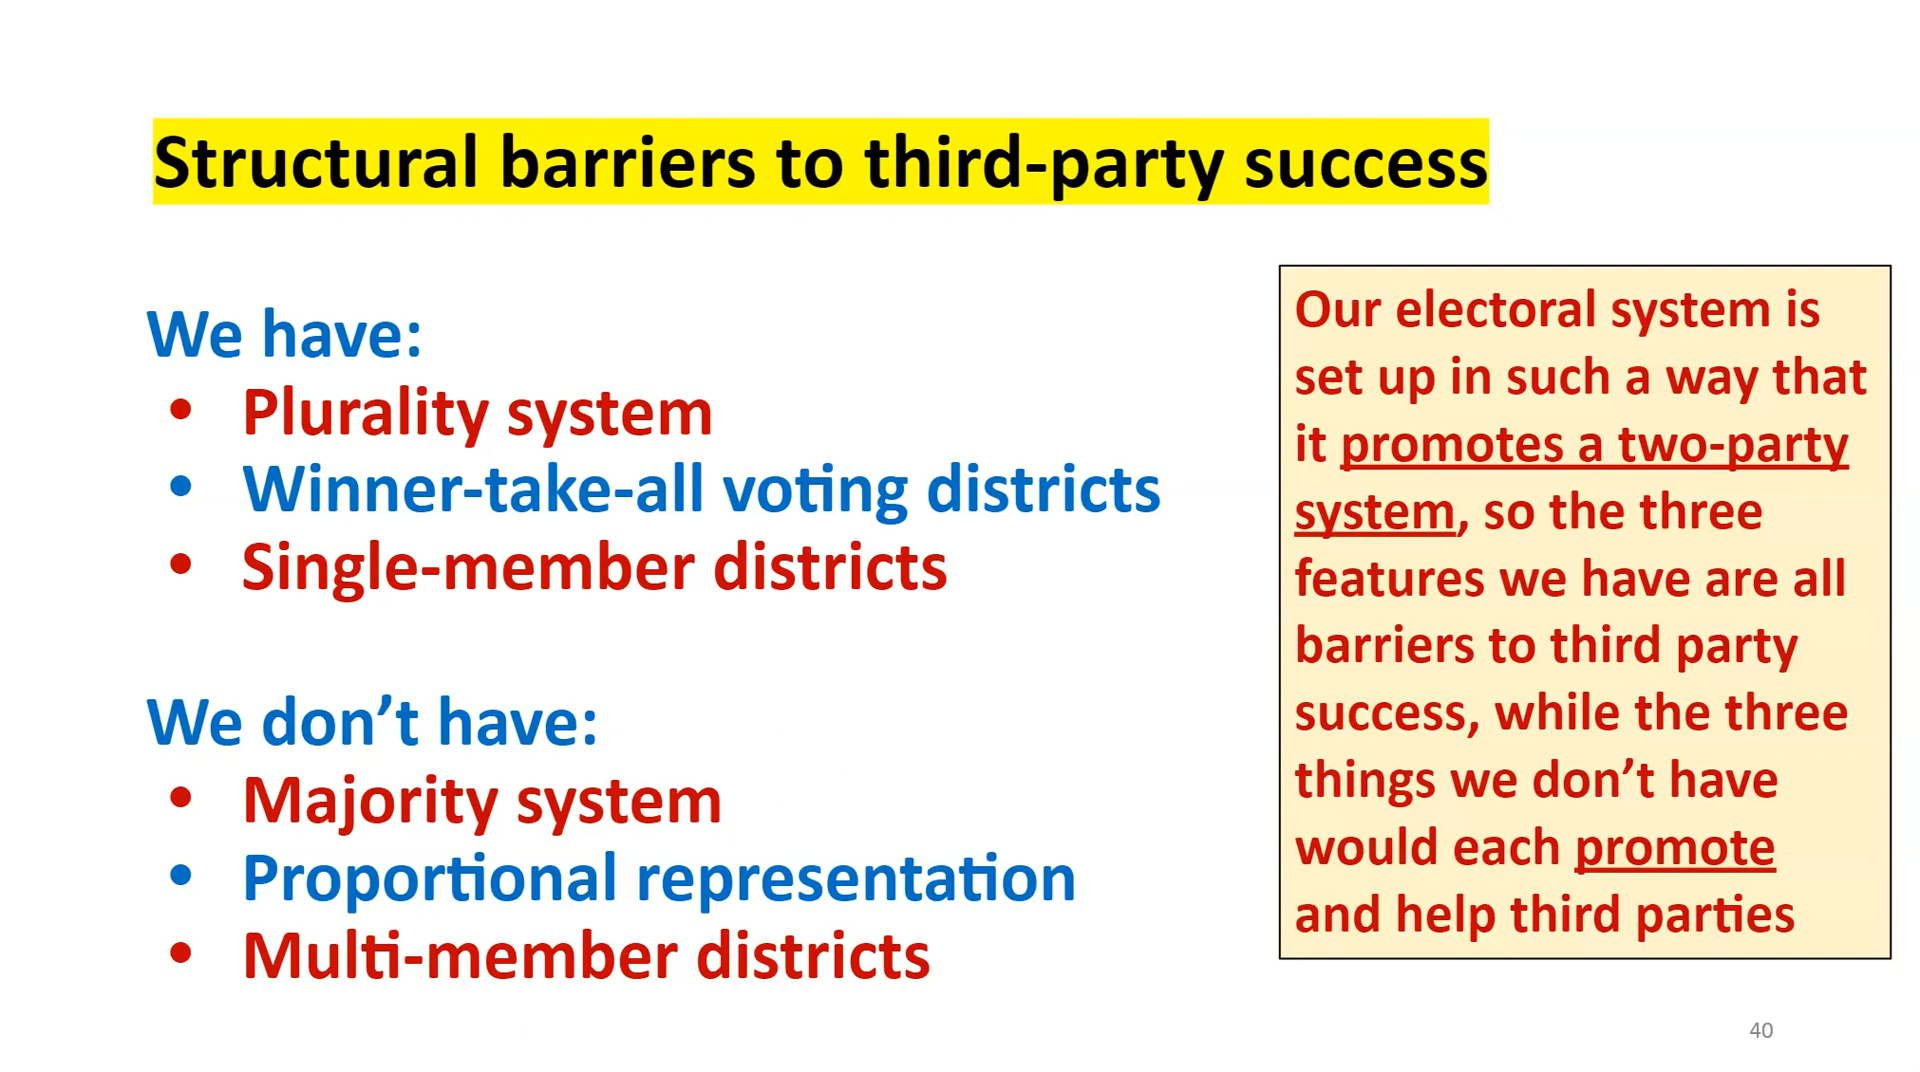 Structural barriers to third-party success
We have:
• Plurality system
• Winner-take-all voting districts
• Single-member districts
We don’t have:
• Majority system
• Proportional representation
• Multi-member districts
Our electoral system is
set up in such a way that
it promotes a two-party
system, so the three
features we have are all
barriers to third party
success, while the three
things we don’t have
would each promote
and help third parties
40